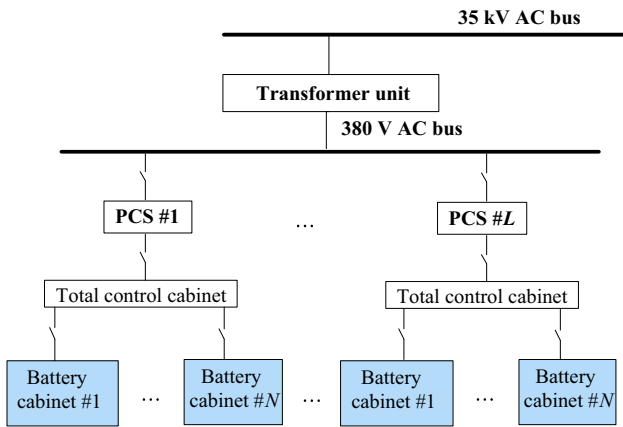 35 kV AC bus
Transformer unit
380 V AC bus
PCS #1
...
PCS #L
Total control cabinet
Total control cabinet
Battery
cabinet #1
...
Battery
cabinet #N
...
Battery
cabinet #1
...
Battery
cabinet #N